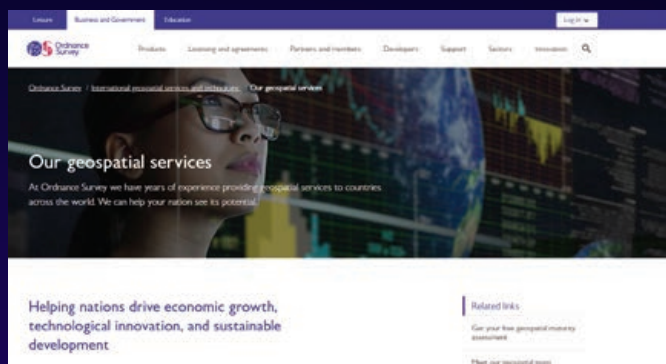 Leisure Business and Government Education Log in
Ordnance Survey Products Licensing and agreements Partners and members Developers Support Sectors Innovation
Ordnance Survey / International geospatial services and techniques / Our geospatial services
Our geospatial services
At Ordnance Survey we have years of experience providing geospatial services to countries
across the world. We can help your nation see its potential.
Helping nations drive economic growth,
technological innovation, and sustainable
development
Related links
Get your free geospatial maturity
assessment
Meet our geospatial team